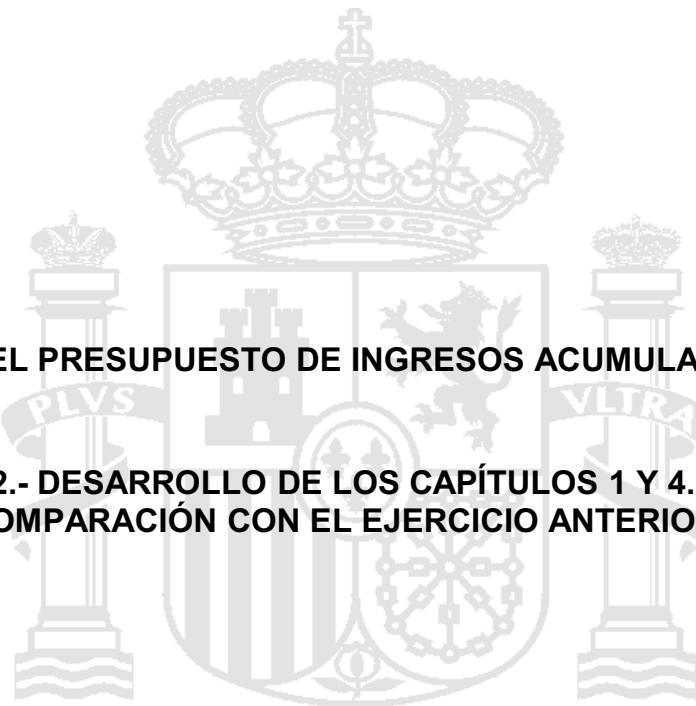 EL PRESUPUESTO DE INGRESOS ACUMULA
2.- DESARROLLO DE LOS CAPÍTULOS 1 Y 4.
OMPARACIÓN CON EL EJERCICIO ANTERIO
PLVS
VLTRA